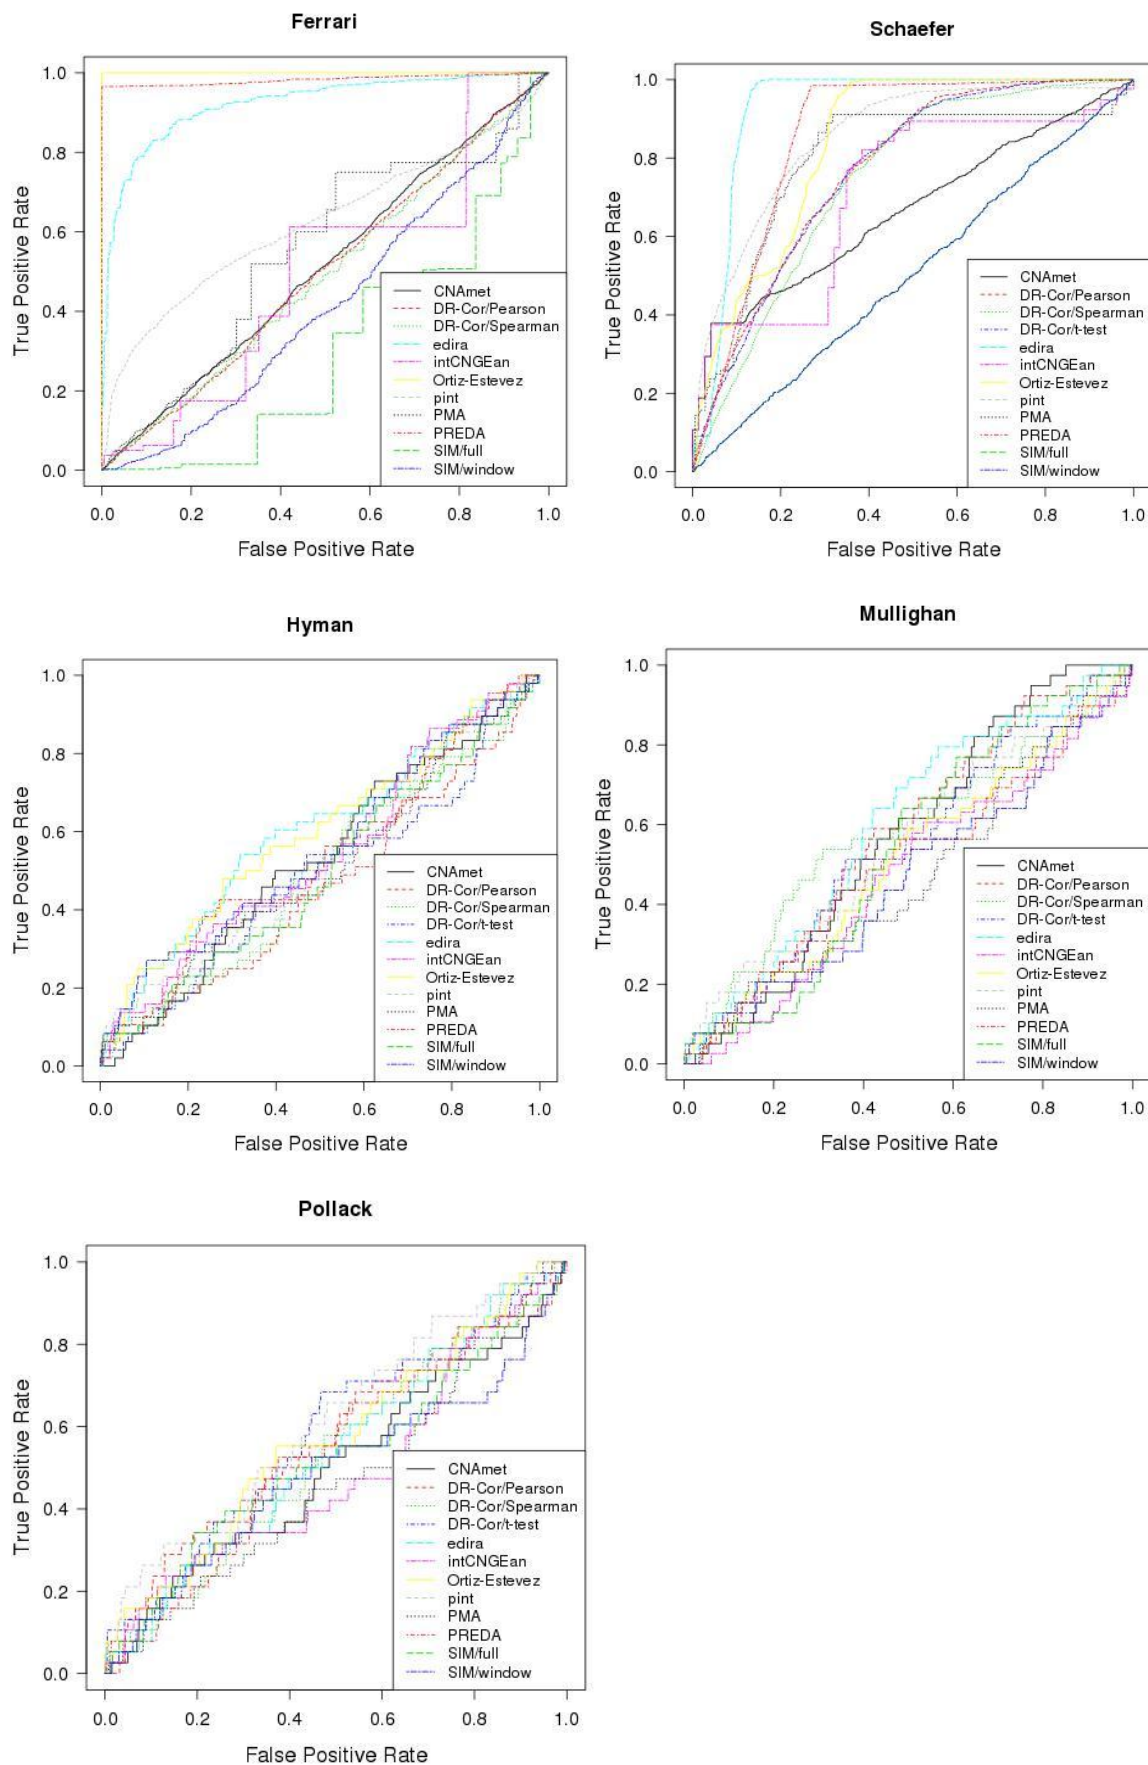 Ferrari
True Positive Rate
1.0
0.8
0.6
0.4
0.2
0.0
CNAmet
DR-Cor/Pearson
DR-Cor/Spearman
edira
intCNGEan
Ortiz-Estevez
pint
PMA
PREDA
SIM/full
SIM/window
0.0 0.2 0.4 0.6 0.8 1.0
False Positive Rate
Schaefer
True Positive Rate
1.0
0.8
0.6
0.4
0.2
0.0
CNAmet
DR-Cor/Pearson
DR-Cor/Spearman
DR-Cor/t-test
edira
intCNGEan
Ortiz-Estevez
pint
PMA
PREDA
SIM/full
SIM/window
0.0 0.2 0.4 0.6 0.8 1.0
False Positive Rate
Hyman
True Positive Rate
1.0
0.8
0.6
0.4
0.2
0.0
CNAmet
DR-Cor/Pearson
DR-Cor/Spearman
DR-Cor/t-test
edira
intCNGEan
Ortiz-Estevez
pint
PMA
PREDA
SIM/full
SIM/window
0.0 0.2 0.4 0.6 0.8 1.0
False Positive Rate
Mullighan
True Positive Rate
1.0
0.8
0.6
0.4
0.2
0.0
CNAmet
DR-Cor/Pearson
DR-Cor/Spearman
DR-Cor/t-test
edira
intCNGEan
Ortiz-Estevez
pint
PMA
PREDA
SIM/full
SIM/window
0.0 0.2 0.4 0.6 0.8 1.0
False Positive Rate
Pollack
True Positive Rate
1.0
0.8
0.6
0.4
0.2
0.0
CNAmet
DR-Cor/Pearson
DR-Cor/Spearman
DR-Cor/t-test
edira
intCNGEan
Ortiz-Estevez
pint
PMA
PREDA
SIM/full
SIM/window
0.0 0.2 0.4 0.6 0.8 1.0
False Positive Rate